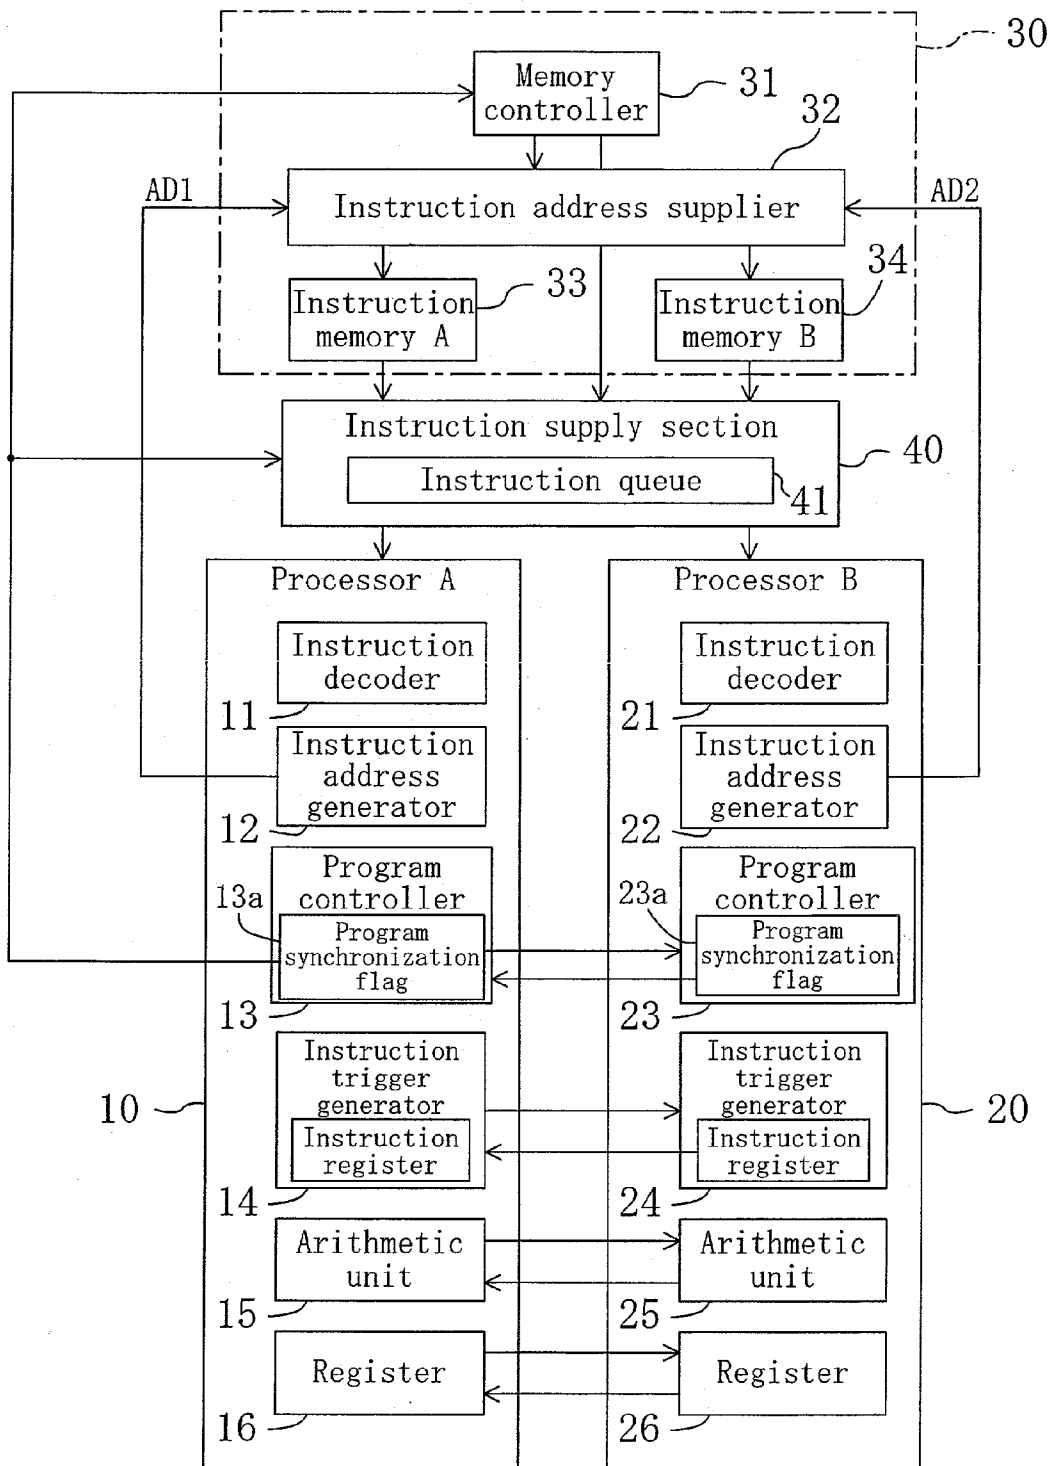 30
Memory
controller
31
32
AD1
Instruction address supplier
AD2
Instruction
memory A
33
Instruction
memory B
34
Instruction supply section
40
Instruction queue
41
Processor A
Instruction
decoder
11
Instruction
address
generator
12
Program
controller
13a
Program
synchronization
flag
13
Instruction
trigger
generator
10
Instruction
register
14
Arithmetic
unit
15
Register
16
Processor B
Instruction
decoder
21
Instruction
address
generator
22
Program
controller
23a
Program
synchronization
flag
23
Instruction
trigger
generator
20
Instruction
register
24
Arithmetic
unit
25
Register
26